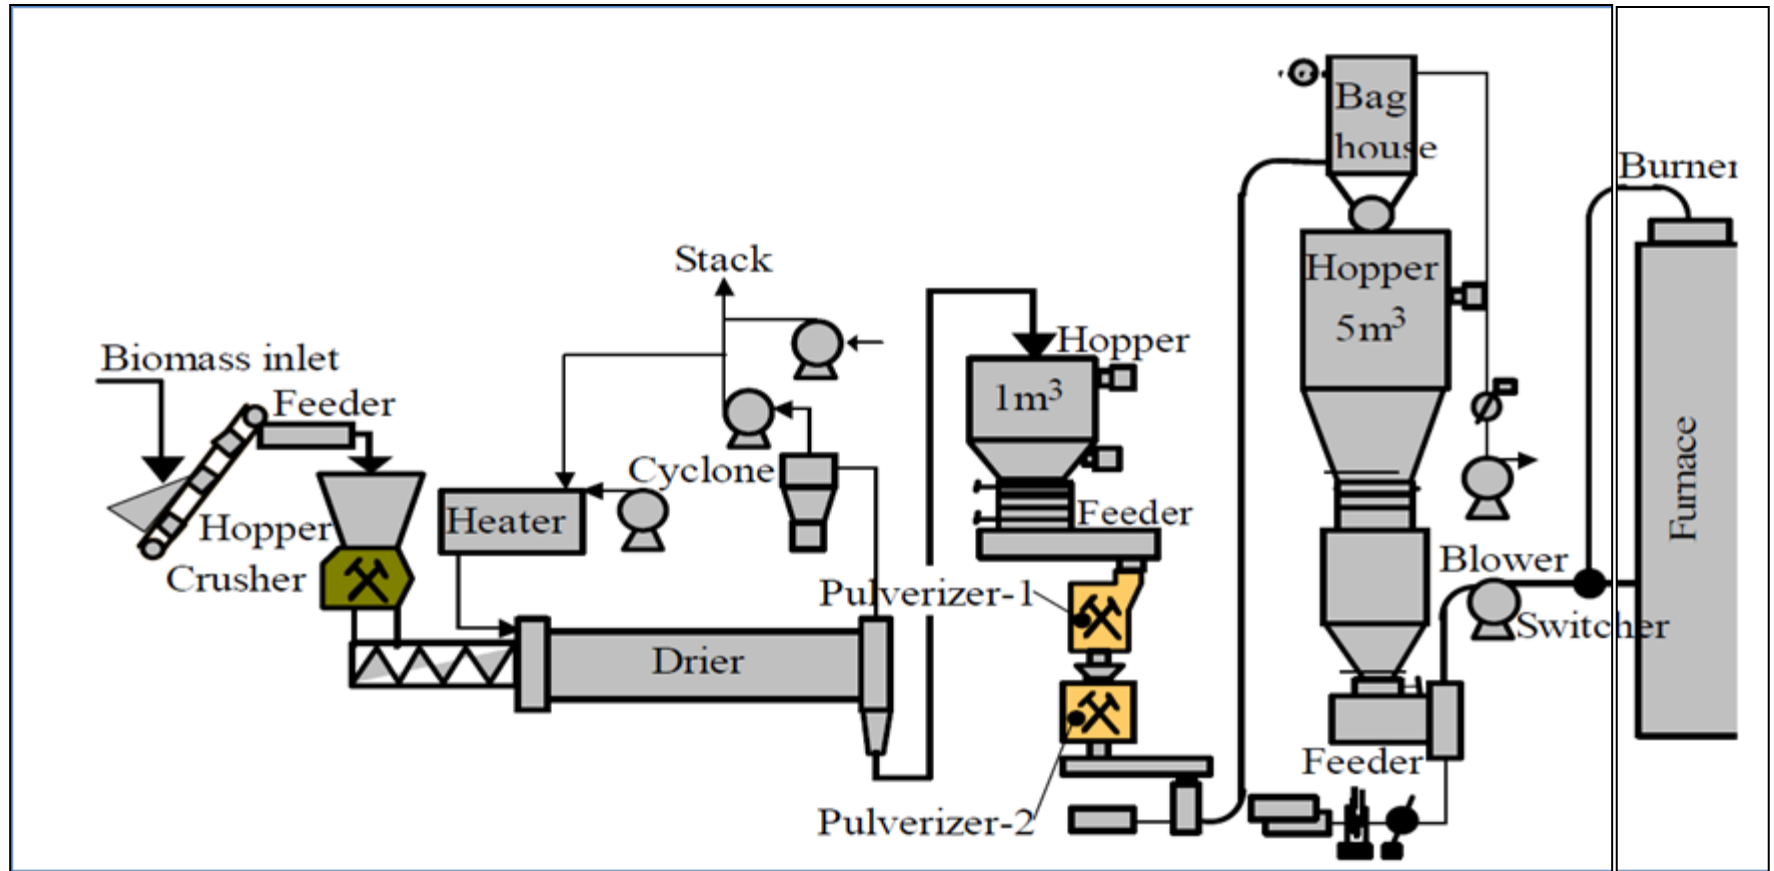 Biomass inlet
Feeder
Hopper
Crusher
Stack
Cyclone
Heater
Drier
Hopper
1m³
Feeder
Pulverizer-1
Pulverizer-2
Bag
house
Hopper
5m³
Feeder
Blower
Switcher
Burner
Furnace